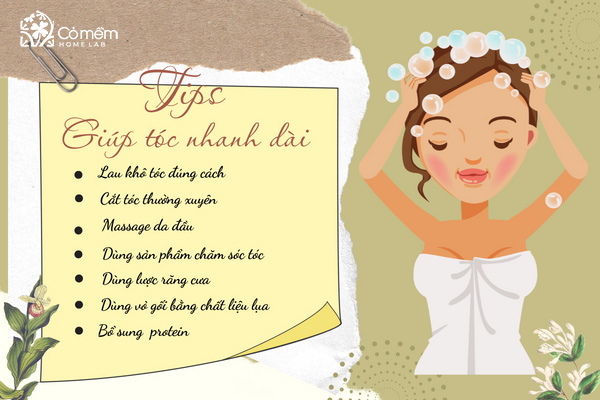 Cỏ mềm
HOME LAB
Tips
Giúp tóc nhanh dài
Lau khô tóc đúng cách
Cắt tóc thường xuyên
Massage da đầu
Dùng sản phẩm chăm sóc tóc
Dùng lược răng cưa
Dùng vỏ gối bằng chất liệu lụa
Bổ sung protein